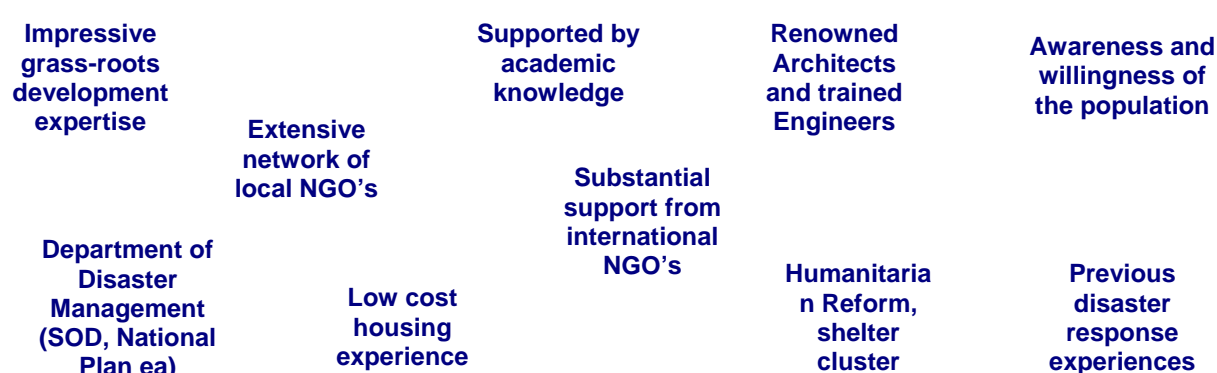 Impressive
grass-roots
development
expertise
Supported by
academic
knowledge
Renowned
Architects
and trained
Engineers
Awareness and
willingness of
the population
Extensive
network of
local NGO’s
Substantial
support from
international
NGO’s
Department of
Disaster
Management
(SOD, National
Plan ea)
Low cost
housing
experience
Humanitaria
n Reform,
shelter
cluster
Previous
disaster
response
experiences